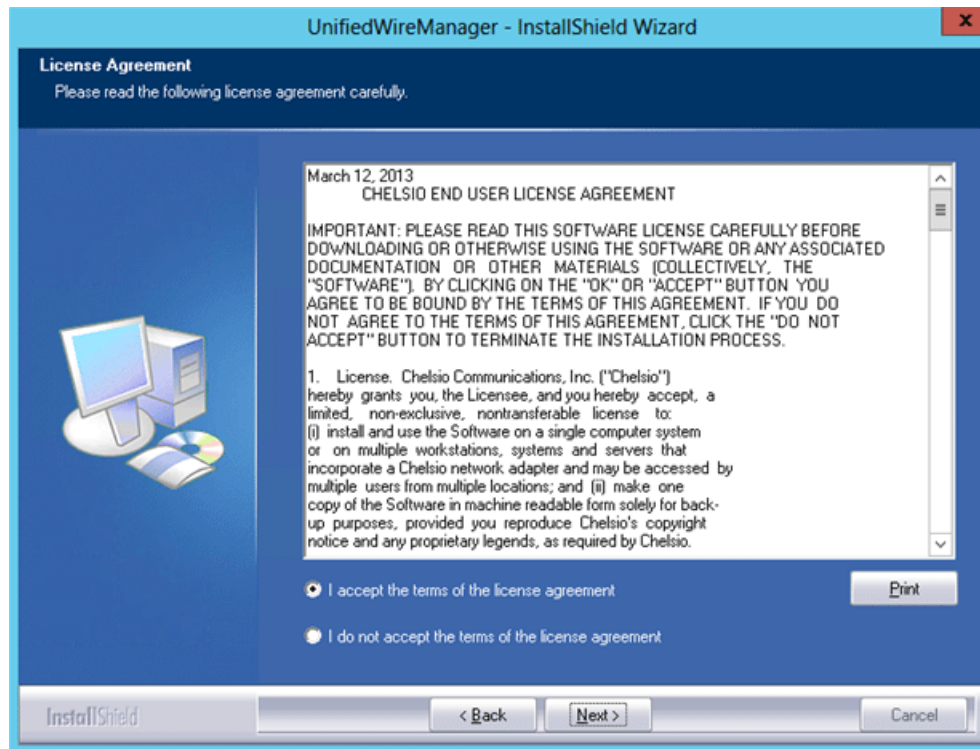 UnifiedWireManager - InstallShield Wizard
x
License Agreement
Please read the following license agreement carefully.
March 12, 2013
CHELSIO END USER LICENSE AGREEMENT
IMPORTANT: PLEASE READ THIS SOFTWARE LICENSE CAREFULLY BEFORE
DOWNLOADING OR OTHERWISE USING THE SOFTWARE OR ANY ASSOCIATED
DOCUMENTATION OR OTHER MATERIALS (COLLECTIVELY, THE
"SOFTWARE"). BY CLICKING ON THE "OK" OR "ACCEPT" BUTTON YOU
AGREE TO BE BOUND BY THE TERMS OF THIS AGREEMENT. IF YOU DO
NOT AGREE TO THE TERMS OF THIS AGREEMENT, CLICK THE "DO NOT
ACCEPT" BUTTON TO TERMINATE THE INSTALLATION PROCESS.
1. License. Chelsio Communications, Inc. ("Chelsio")
hereby grants you, the Licensee, and you hereby accept, a
limited, non-exclusive, nontransferable license to:
(i) install and use the Software on a single computer system
or on multiple workstations, systems and servers that
incorporate a Chelsio network adapter and may be accessed by
multiple users from multiple locations; and (ii) make one
copy of the Software in machine readable form solely for back-
up purposes, provided you reproduce Chelsio's copyright
notice and any proprietary legends, as required by Chelsio.
I accept the terms of the license agreement
Print
I do not accept the terms of the license agreement
InstallShield
< Back
Next >
Cancel